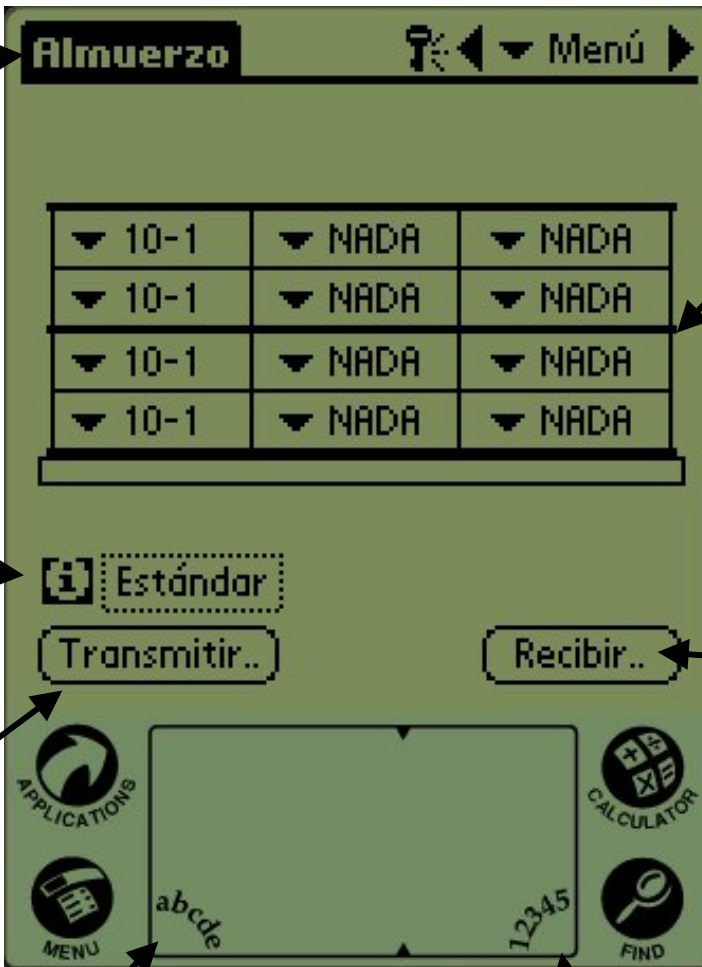 Almuerzo Menú
10-1 NADA NADA
10-1 NADA NADA
10-1 NADA NADA
10-1 NADA NADA
[i] Estándar
Transmitir.. Recibir..
APPLICATIONS CALCULATOR
MENU abcde 12345 FIND